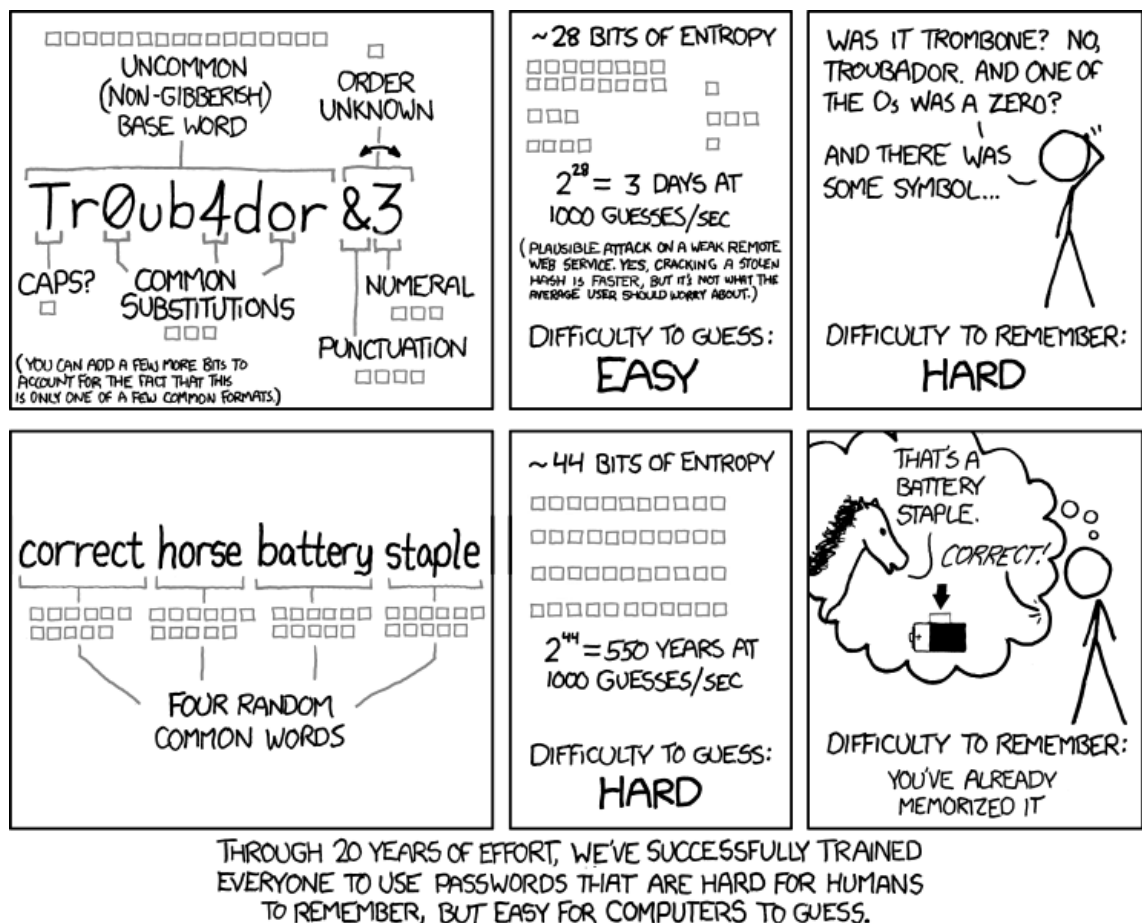 UNCOMMON
(NON-GIBBERISH)
BASE WORD
ORDER
UNKNOWN
Tr0ub4dor &3
CAPS?
COMMON
SUBSTITUTIONS
NUMERAL
PUNCTUATION
(YOU CAN ADD A FEW MORE BITS TO
ACCOUNT FOR THE FACT THAT THIS
IS ONLY ONE OF A FEW COMMON FORMATS.)
~28 BITS OF ENTROPY
2^28 = 3 DAYS AT
1000 GUESSES/SEC
(PLAUSIBLE ATTACK ON A WEAK REMOTE
WEB SERVICE. YES, CRACKING A STOLEN
HASH IS FASTER, BUT IT'S NOT WHAT THE
AVERAGE USER SHOULD WORRY ABOUT.)
DIFFICULTY TO GUESS:
EASY
WAS IT TROMBONE? NO,
TROUBADOR. AND ONE OF
THE Os WAS A ZERO?
AND THERE WAS
SOME SYMBOL...
DIFFICULTY TO REMEMBER:
HARD
correct horse battery staple
FOUR RANDOM
COMMON WORDS
~44 BITS OF ENTROPY
2^44 = 550 YEARS AT
1000 GUESSES/SEC
DIFFICULTY TO GUESS:
HARD
THAT'S A
BATTERY
STAPLE.
CORRECT!
DIFFICULTY TO REMEMBER:
YOU'VE ALREADY
MEMORIZED IT
THROUGH 20 YEARS OF EFFORT, WE'VE SUCCESSFULLY TRAINED
EVERYONE TO USE PASSWORDS THAT ARE HARD FOR HUMANS
TO REMEMBER, BUT EASY FOR COMPUTERS TO GUESS.